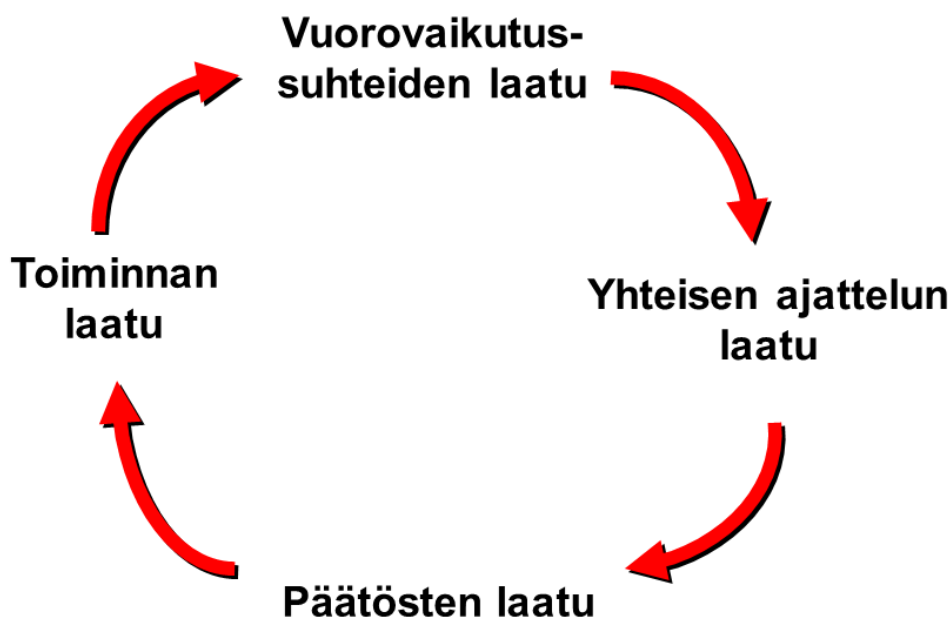 Vuorovaikutus-
suhteiden laatu
Toiminnan
laatu
Yhteisen ajattelun
laatu
Päätösten laatu